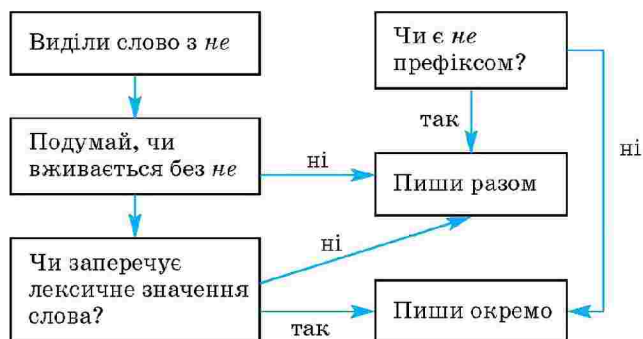 Виділи слово з не
Чи є не
префіксом?
так
ні
Подумай, чи
вживається без не
ні
Пиши разом
ні
Чи заперечує
лексичне значення
слова?
так
Пиши окремо